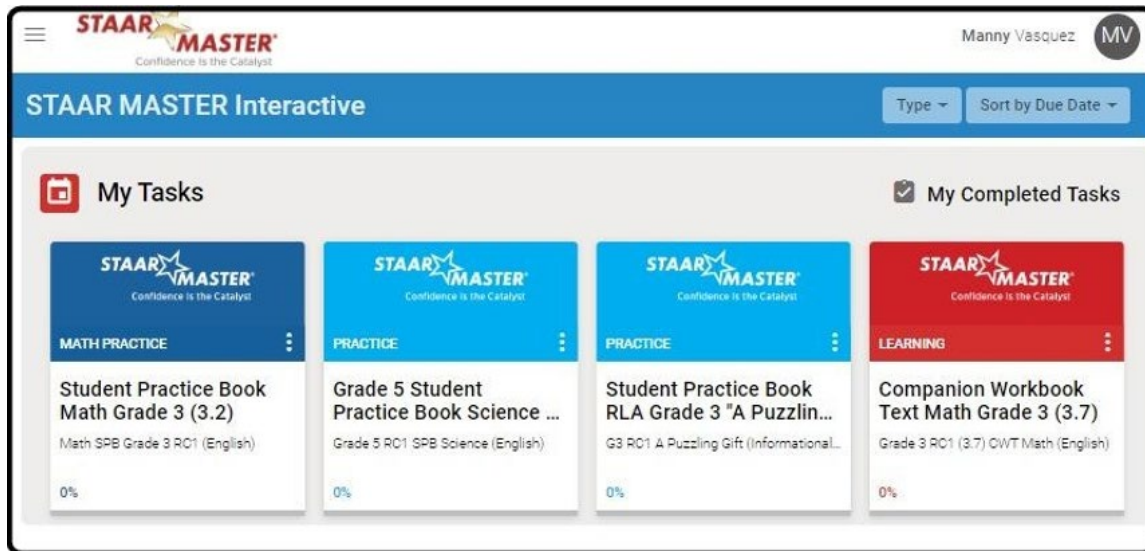 STAAR MASTER
Confidence is the Catalyst
Manny Vasquez MV
STAAR MASTER Interactive
Type
Sort by Due Date
My Tasks
My Completed Tasks
STAAR MASTER
Confidence is the Catalyst
MATH PRACTICE
Student Practice Book
Math Grade 3 (3.2)
Math SPB Grade 3 RC1 (English)
0%
STAAR MASTER
Confidence is the Catalyst
PRACTICE
Grade 5 Student
Practice Book Science ...
Grade 5 RC1 SPB Science (English)
0%
STAAR MASTER
Confidence is the Catalyst
PRACTICE
Student Practice Book
RLA Grade 3 "A Puzzlin...
G3 RC1 A Puzzling Gift (Informational...
0%
STAAR MASTER
Confidence is the Catalyst
LEARNING
Companion Workbook
Text Math Grade 3 (3.7)
Grade 3 RC1 (3.7) CWT Math (English)
0%